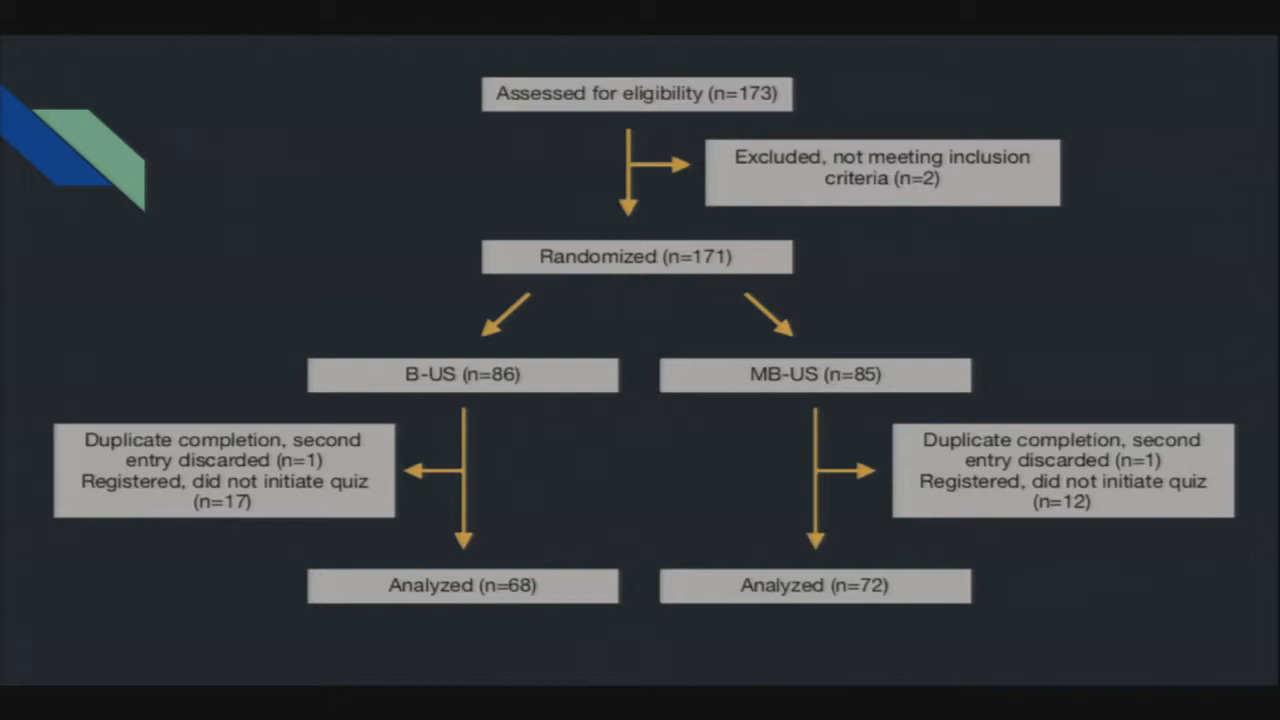 Assessed for eligibility (n=173)
Excluded, not meeting inclusion
criteria (n=2)
Randomized (n=171)
B-US (n=86)
MB-US (n=85)
Duplicate completion, second
entry discarded (n=1)
Registered, did not initiate quiz
(n=17)
Duplicate completion, second
entry discarded (n=1)
Registered, did not initiate quiz
(n=12)
Analyzed (n=68)
Analyzed (n=72)